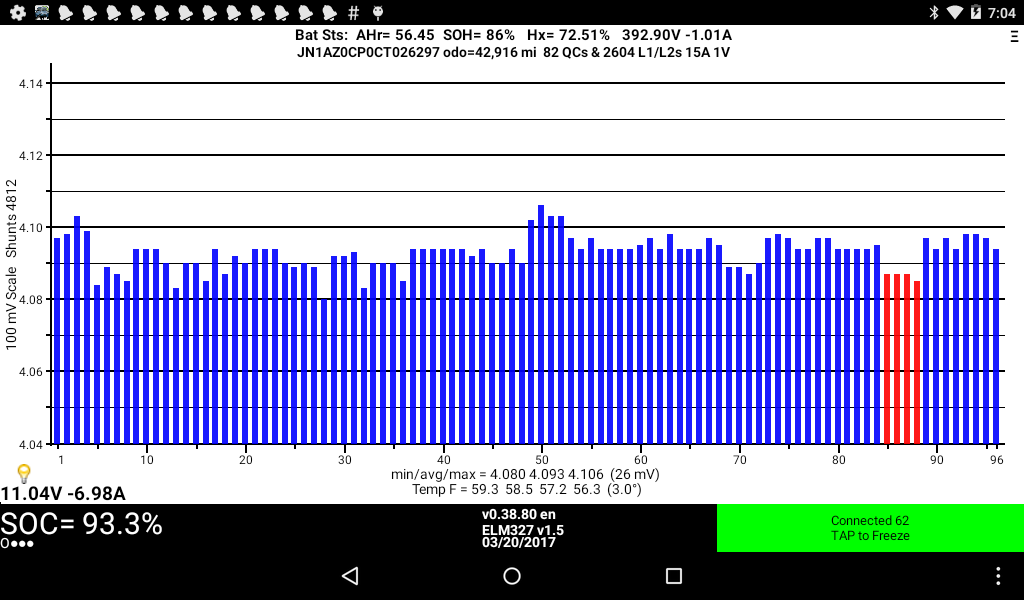 # 7:04
Bat Sts: AHr= 56.45 SOH= 86% Hx= 72.51% 392.90V -1.01A
JN1AZ0CP0CT026297 odo=42,916 mi 82 QCs & 2604 L1/L2s 15A 1V
100 mV Scale Shunts 4812
4.14
4.12
4.10
4.08
4.06
4.04
1 10 20 30 40 50 60 70 80 90 96
min/avg/max = 4.080 4.093 4.106 (26 mV)
Temp F = 59.3 58.5 57.2 56.3 (3.0°)
11.04V -6.98A
SOC= 93.3%
v0.38.80 en
ELM327 v1.5
03/20/2017
Connected 62
TAP to Freeze